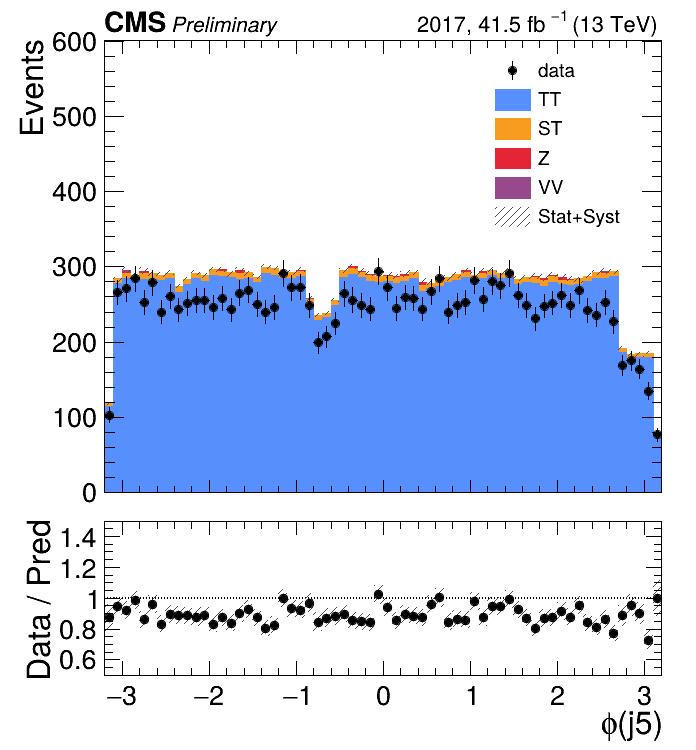 CMS Preliminary 2017, 41.5 fb⁻¹ (13 TeV)
Events
600
500
400
300
200
100
0
data
TT
ST
Z
VV
Stat+Syst
Data / Pred
1.4
1.2
1
0.8
0.6
−3 −2 −1 0 1 2 3
ϕ(j5)